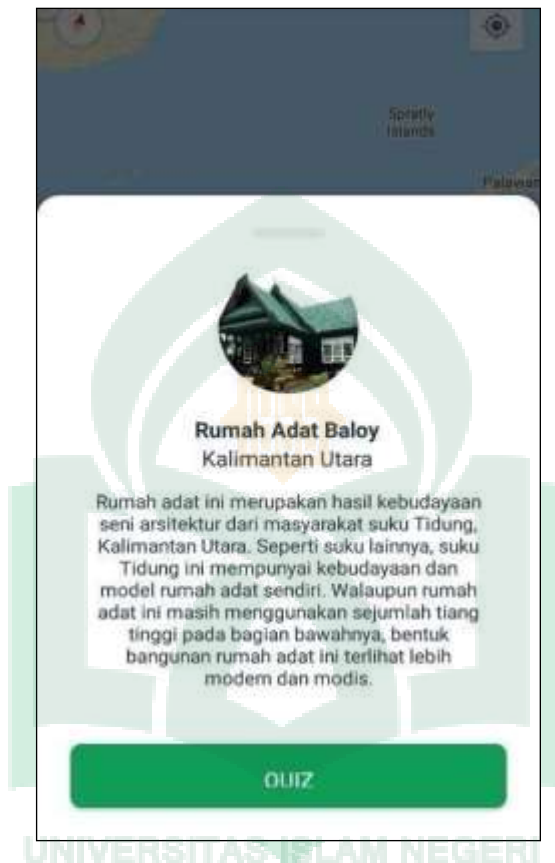 Spratly
Islands
Palawan
Rumah Adat Baloy
Kalimantan Utara
Rumah adat ini merupakan hasil kebudayaan
seni arsitektur dari masyarakat suku Tidung,
Kalimantan Utara. Seperti suku lainnya, suku
Tidung ini mempunyai kebudayaan dan
model rumah adat sendiri. Walaupun rumah
adat ini masih menggunakan sejumlah tiang
tinggi pada bagian bawahnya, bentuk
bangunan rumah adat ini terlihat lebih
modern dan modis.
QUIZ
UNIVERSITAS ISLAM NEGERI